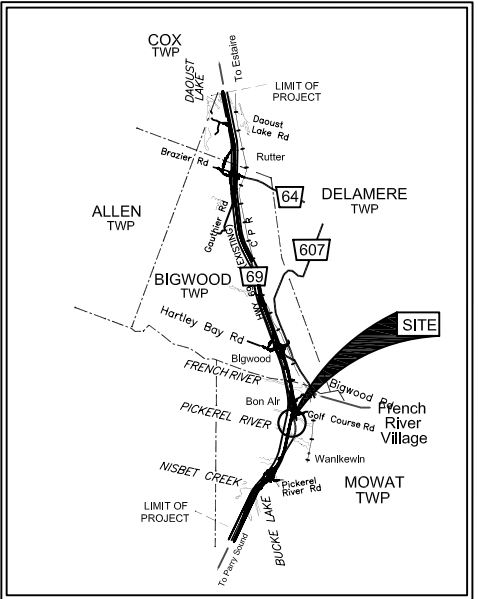 COX
TWP
To Estaire
DAOUST
LAKE
LIMIT OF
PROJECT
Daoust
Lake Rd
Brazier Rd
Rutter
64
DELAMERE
TWP
ALLEN
TWP
Gauthier Rd
C P R
607
HWY 69 (EXISTING)
69
BIGWOOD
TWP
Hartley Bay Rd
SITE
Bigwood
FRENCH RIVER
Bigwood Rd
Bon Air
French
River
Village
PICKEREL RIVER
Golf Course Rd
Wanikewin
NISBET CREEK
Pickerel
River Rd
MOWAT
TWP
LIMIT OF
PROJECT
BUCKE LAKE
To Parry Sound